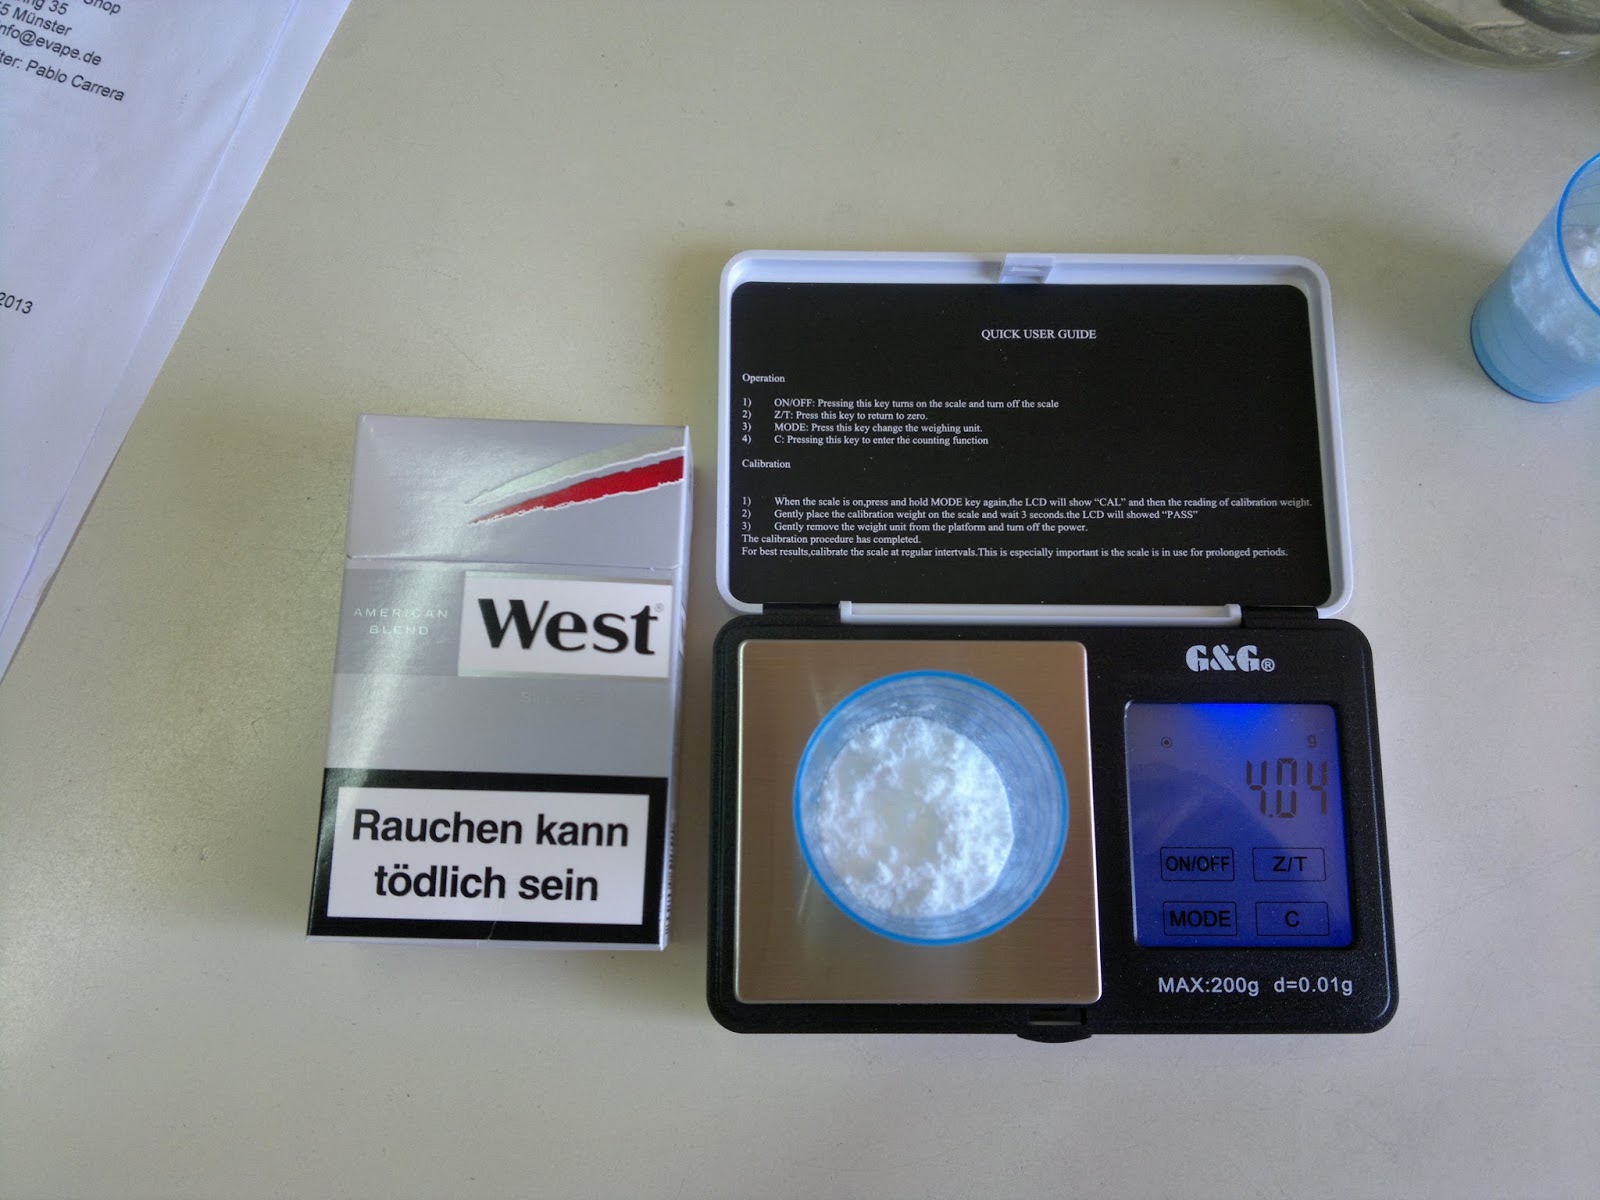 Shop
35
Münster
info@evape.de
Pablo Carrera
2013
AMERICAN
BLEND
West®
Rauchen kann
tödlich sein
QUICK USER GUIDE
Operation
1) ON/OFF: Pressing this key turns on the scale and turn off the scale
2) Z/T: Press this key to return to zero.
3) MODE: Press this key change the weighing unit.
4) C: Pressing this key to enter the counting function
Calibration
1) When the scale is on,press and hold MODE key again,the LCD will show “CAL” and then the reading of calibration weight.
2) Gently place the calibration weight on the scale and wait 3 seconds.the LCD will showed “PASS”
3) Gently remove the weight unit from the platform and turn off the power.
The calibration procedure has completed.
For best results,calibrate the scale at regular intertvals.This is especially important is the scale is in use for prolonged periods.
G&G®
g
4.04
ON/OFF Z/T
MODE C
MAX:200g d=0.01g